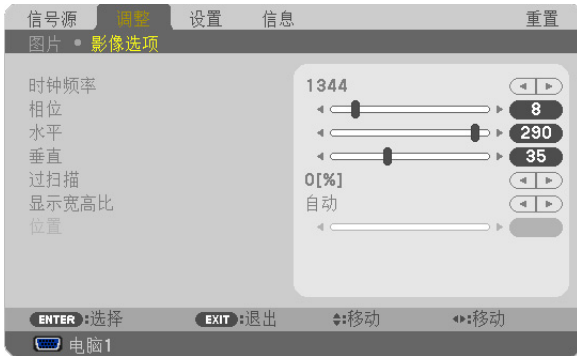 信号源 调整 设置 信息 重置
图片 • 影像选项
时钟频率 1344
相位 8
水平 290
垂直 35
过扫描 0[%]
显示宽高比 自动
位置
ENTER:选择 EXIT:退出 :移动 :移动
电脑1